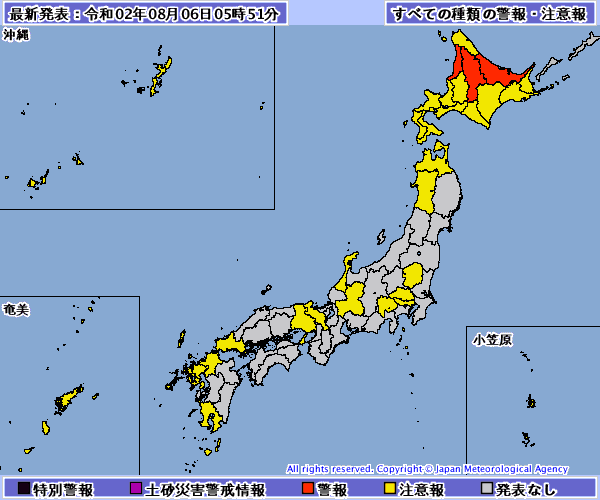 最新発表：令和02年08月06日05時51分
すべての種類の警報・注意報
沖縄
奄美
小笠原
All rights reserved. Copyright © Japan Meteorological Agency
特別警報 土砂災害警戒情報 警報 注意報 発表なし